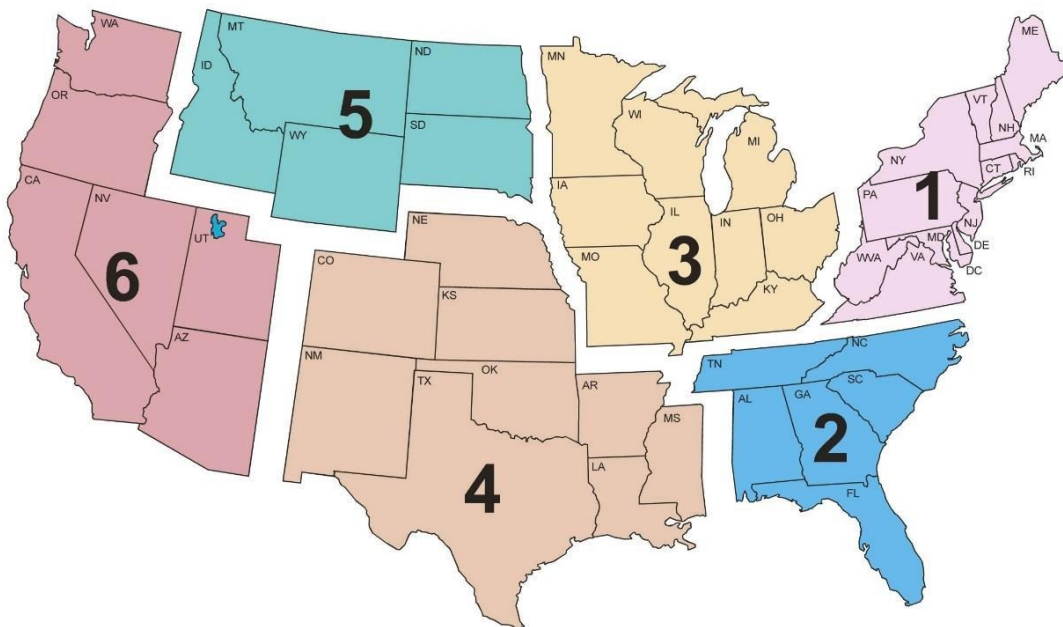 WA
OR
CA
NV
UT
AZ
6
MT
ID
ND
SD
WY
5
NE
CO
KS
NM
OK
TX
AR
LA
MS
4
MN
WI
MI
IA
IL
IN
OH
MO
KY
3
ME
VT
NH
MA
NY
CT
RI
PA
NJ
MD
DE
WVA
VA
DC
1
TN
NC
SC
AL
GA
FL
2